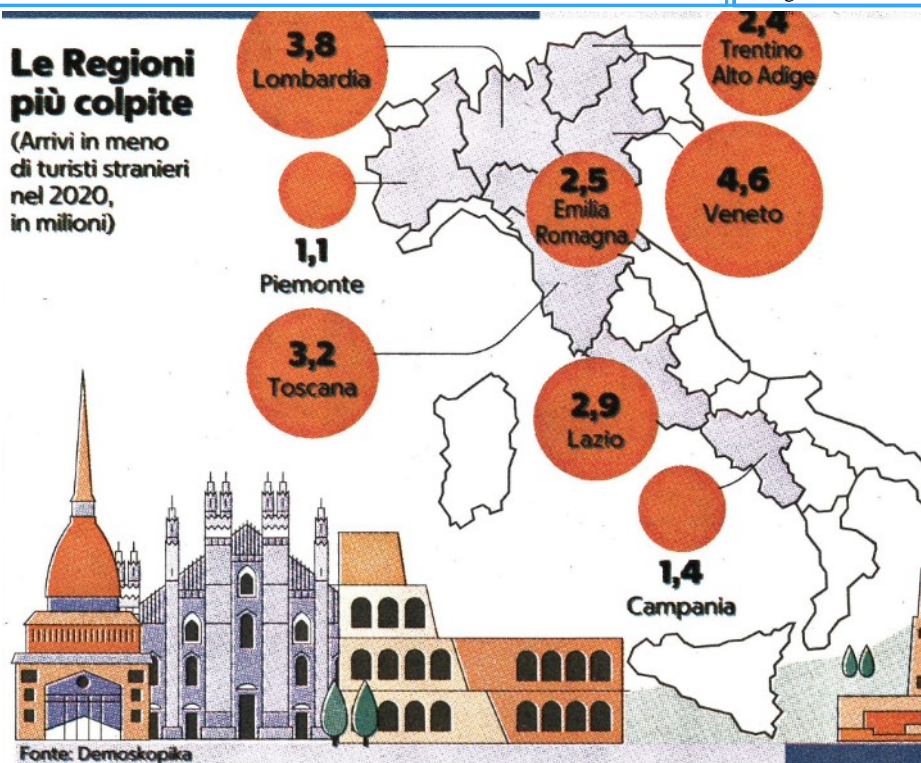 Le Regioni
più colpite
(Arrivi in meno
di turisti stranieri
nel 2020,
in milioni)
3,8
Lombardia
2,4
Trentino
Alto Adige
1,1
Piemonte
2,5
Emilia
Romagna
4,6
Veneto
3,2
Toscana
2,9
Lazio
1,4
Campania
Fonte: Demoskopika